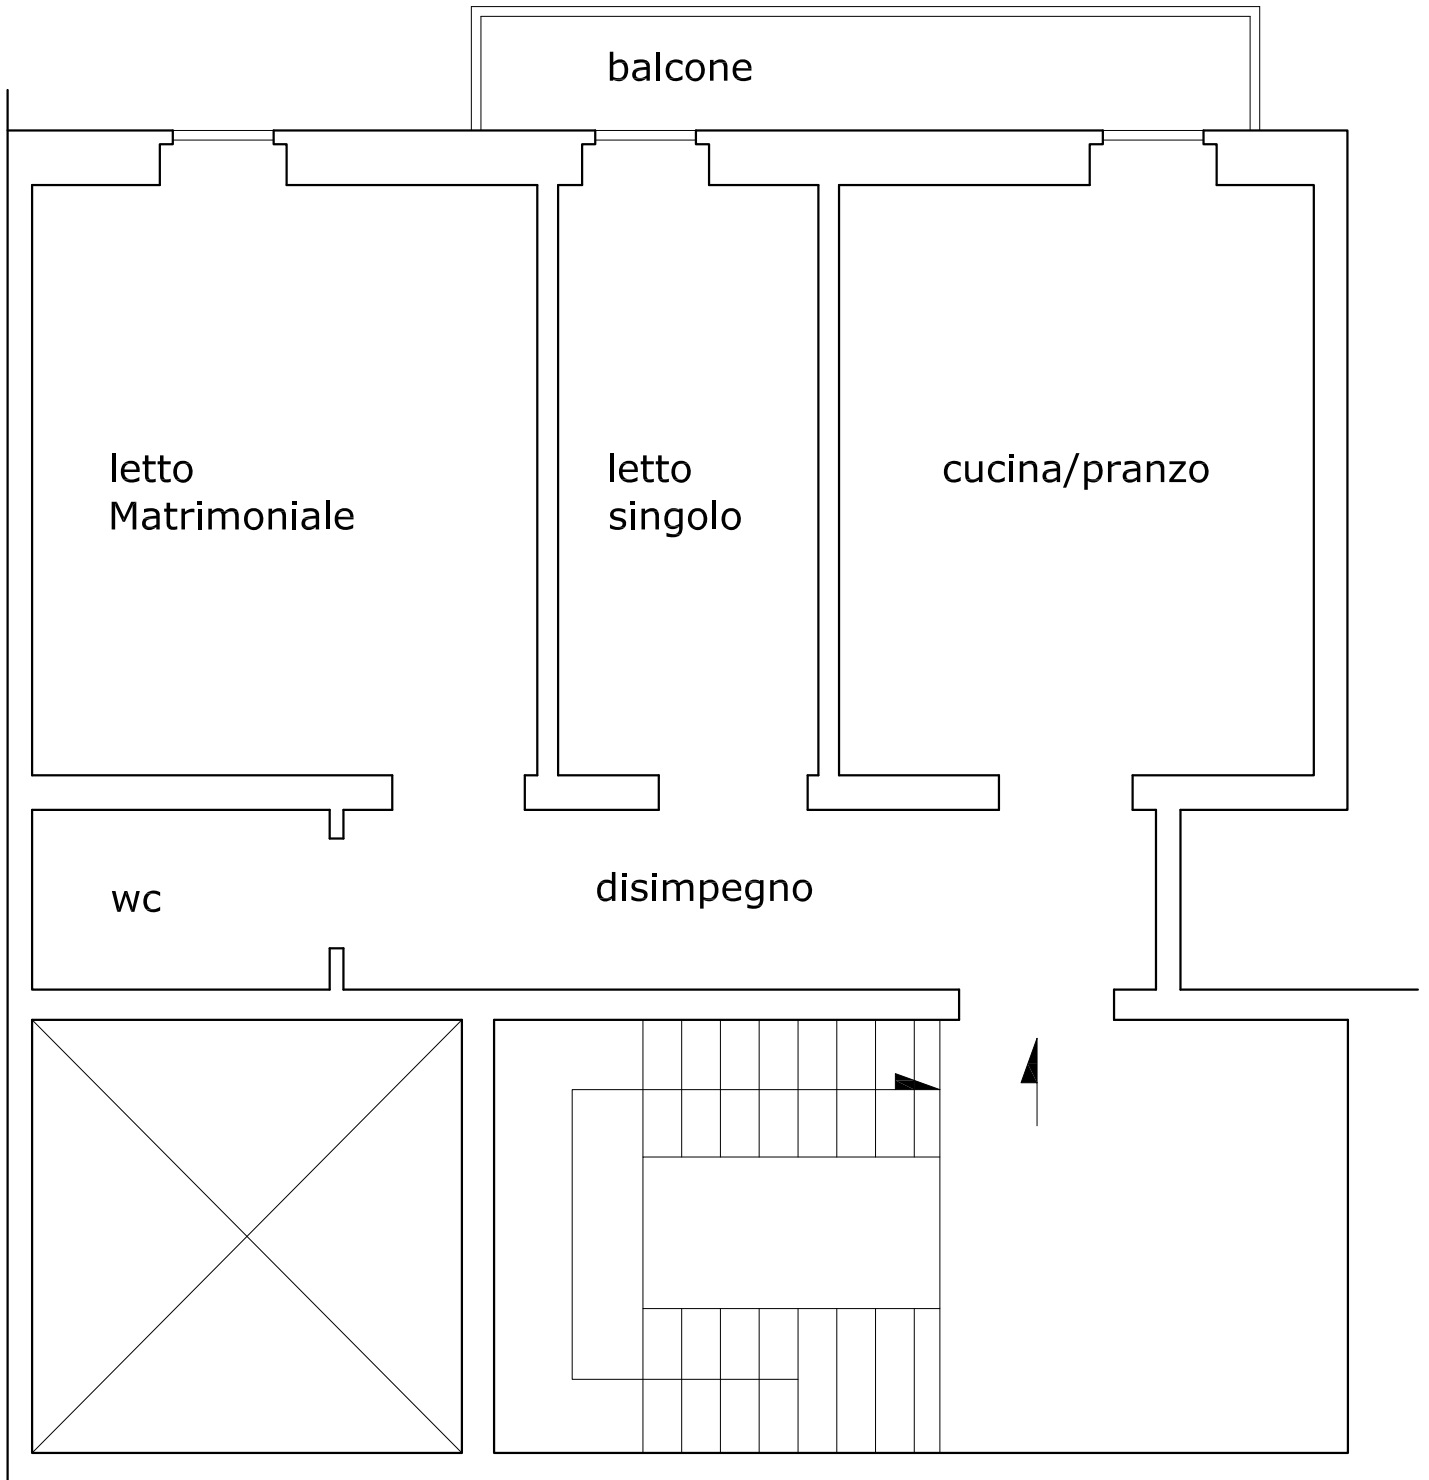 balcone
letto
Matrimoniale
letto
singolo
cucina/pranzo
wc
disimpegno